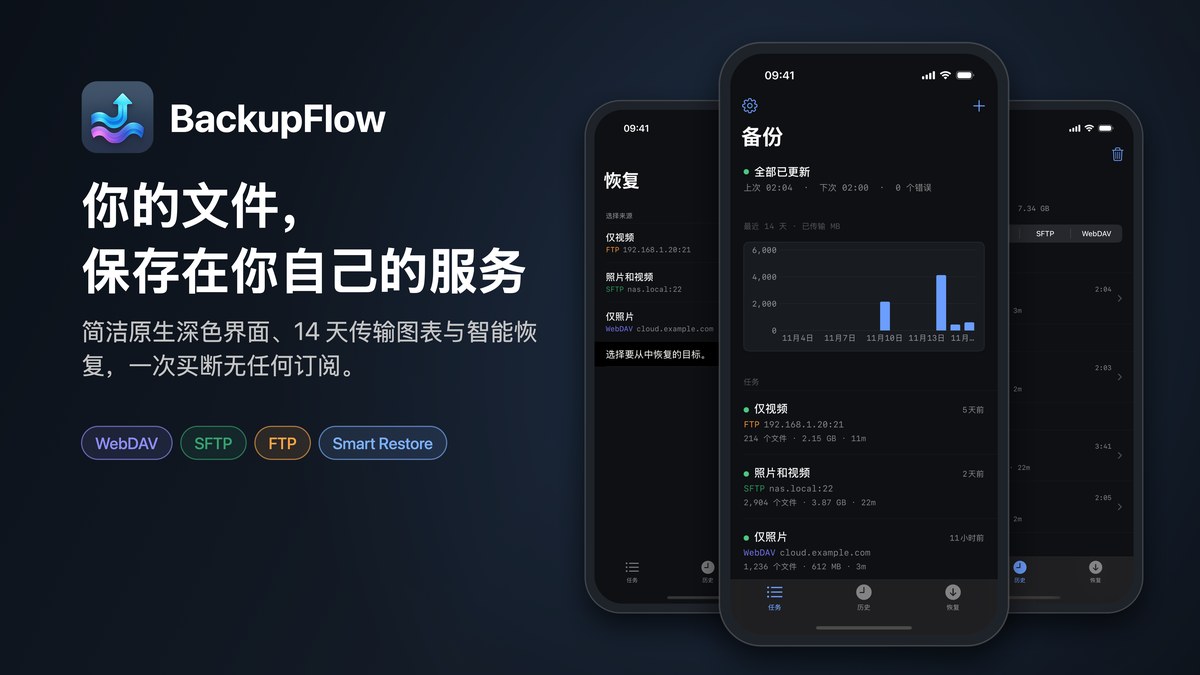 BackupFlow
你的文件，
保存在你自己的服务
简洁原生深色界面、14 天传输图表与智能恢
复，一次买断无任何订阅。
WebDAV
SFTP
FTP
Smart Restore
09:41
恢复
选择来源
仅视频
FTP 192.168.1.20:21
照片和视频
SFTP nas.local:22
仅照片
WebDAV cloud.example.com
选择要从中恢复的目标。
任务
历史
09:41
备份
全部已更新
上次 02:04 · 下次 02:00 · 0 个错误
最近 14 天 · 已传输 MB
6,000
4,000
2,000
0
11月4日 11月7日 11月10日 11月13日 11月…
任务
仅视频
5天前
FTP 192.168.1.20:21
214 个文件 · 2.15 GB · 11m
照片和视频
2天前
SFTP nas.local:22
2,904 个文件 · 3.87 GB · 22m
仅照片
11小时前
WebDAV cloud.example.com
1,236 个文件 · 612 MB · 3m
任务
历史
恢复
7.34 GB
SFTP
WebDAV
2:04
3m
2:03
2m
3:41
· 22m
2:05
2m
历史
恢复